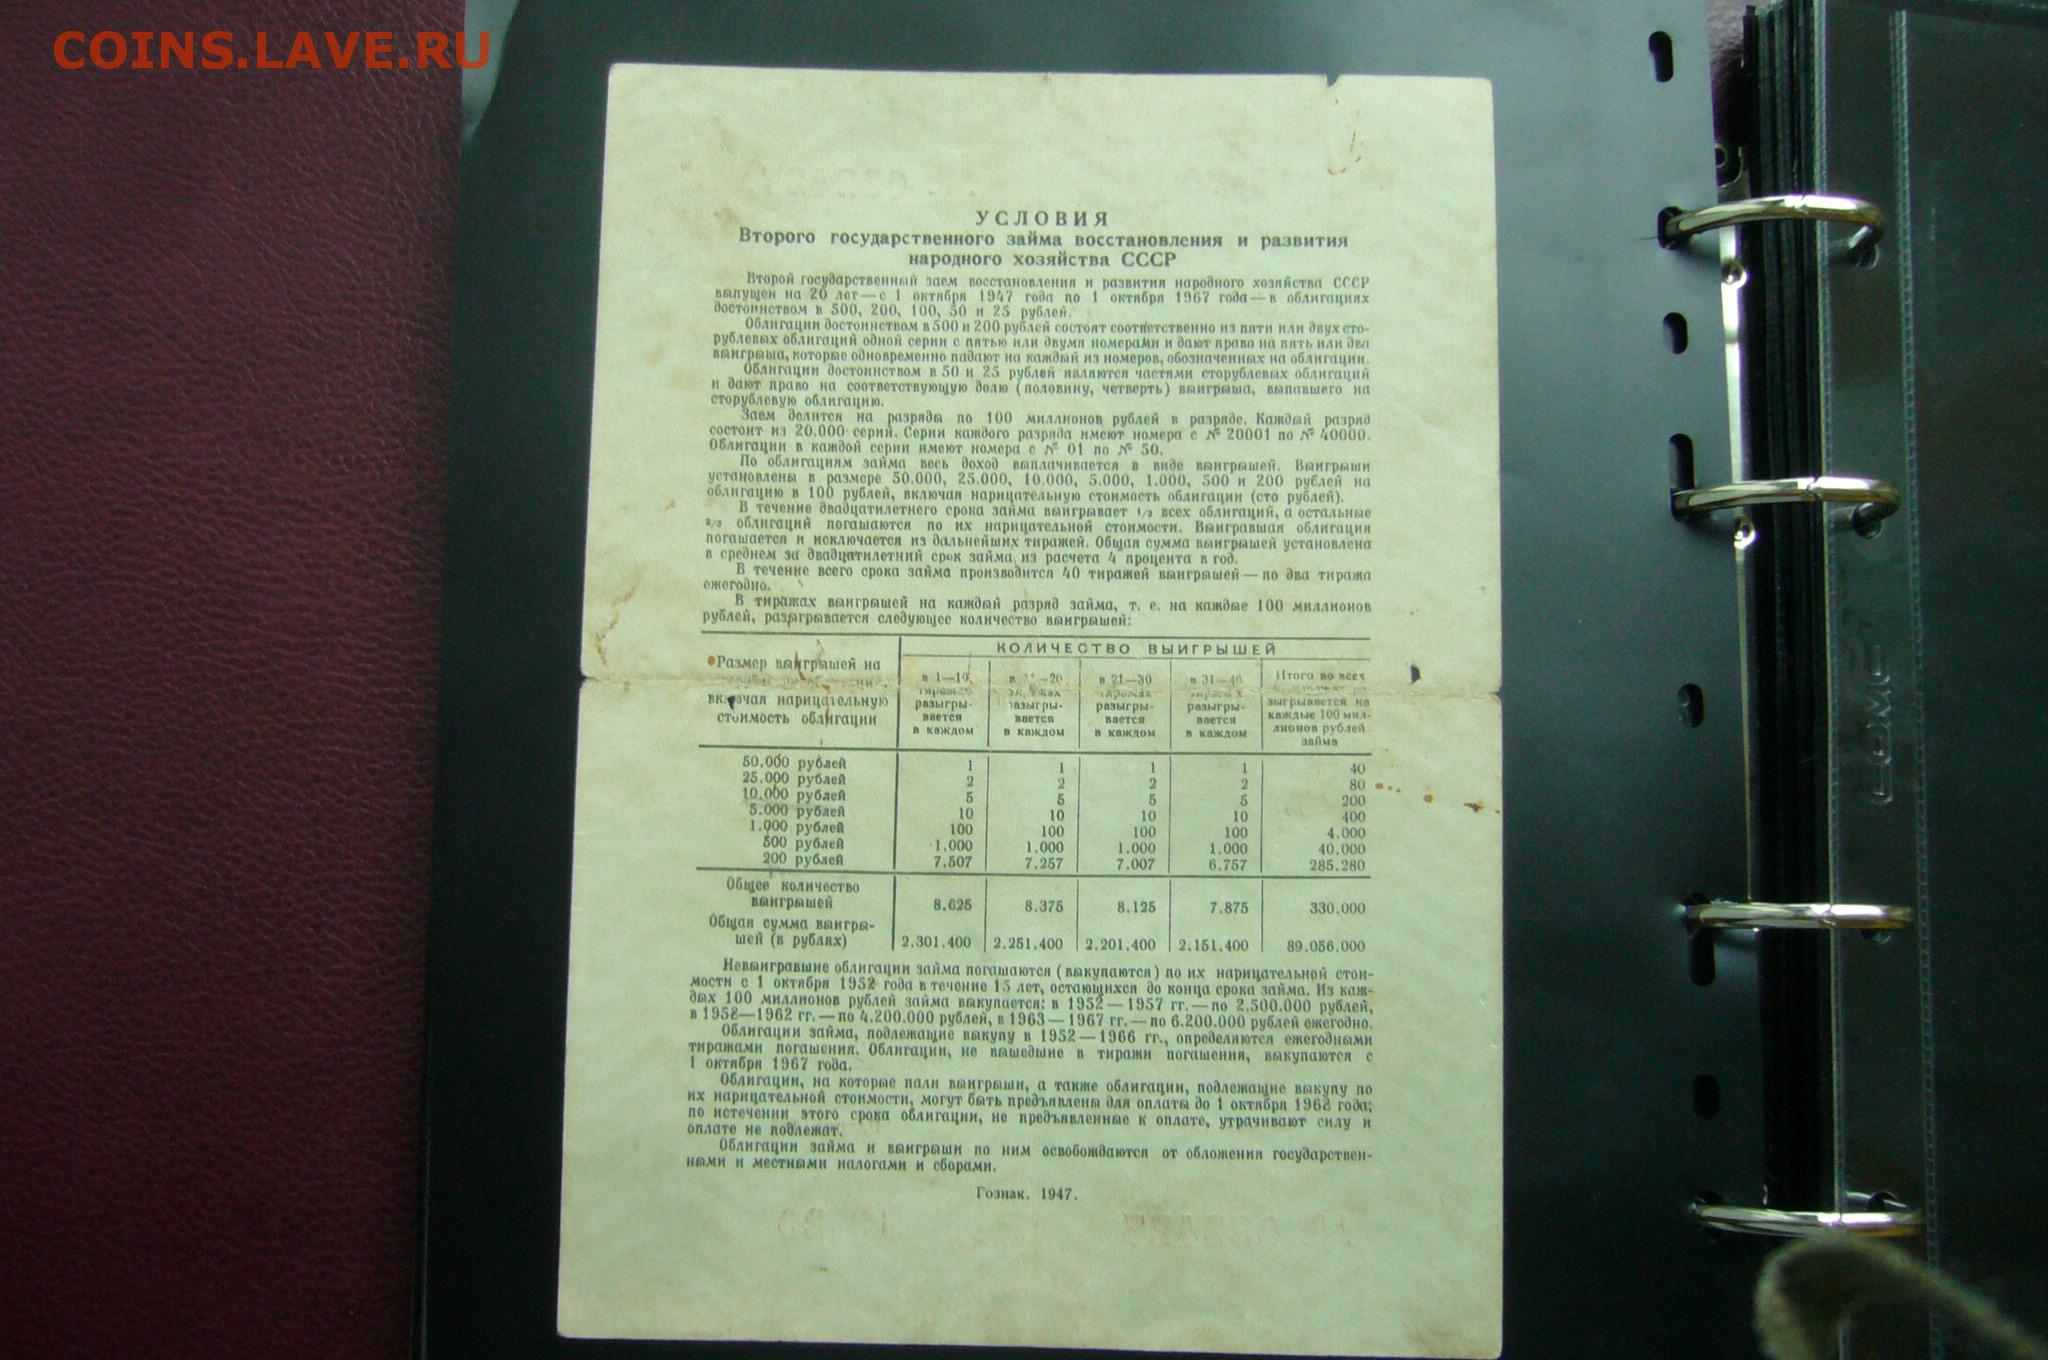 COINS.LAVE.RU
УСЛОВИЯ
Второго государственного займа восстановления и развития
народного хозяйства СССР
Второй государственный заем восстановления и развития народного хозяйства СССР
выпущен на 20 лет—с 1 октября 1947 года по 1 октября 1967 года—в облигациях
достоинством в 500, 200, 100, 50 и 25 рублей.
Облигации достоинством в 500 и 200 рублей состоят соответственно из пяти или двух сто-
рублевых облигаций одной серии с пятью или двумя номерами и дают право на пять или два
выигрыша, которые одновременно падают на каждый из номеров, обозначенных на облигации.
Облигации достоинством в 50 и 25 рублей являются частями сторублевых облигаций
и дают право на соответствующую долю (половину, четверть) выигрыша, выпавшего на
сторублевую облигацию.
Заем делится на разряды по 100 миллионов рублей в разряде. Каждый разряд
состоит из 20.000 серий. Серии каждого разряда имеют номера с № 20001 по № 40000.
Облигации в каждой серии имеют номера с № 01 по № 50.
По облигациям займа весь доход выплачивается в виде выигрышей. Выигрыши
установлены в размере 50.000, 25.000, 10.000, 5.000, 1.000, 500 и 200 рублей на
облигацию в 100 рублей, включая нарицательную стоимость облигации (сто рублей).
В течение двадцатилетнего срока займа выигрывает 1/3 всех облигаций, а остальные
2/3 облигаций погашаются по их нарицательной стоимости. Выигравшая облигация
погашается и исключается из дальнейших тиражей. Общая сумма выигрышей установлена
в среднем за двадцатилетний срок займа из расчета 4 процента в год.
В течение всего срока займа производится 40 тиражей выигрышей—по два тиража
ежегодно.
В тиражах выигрышей на каждый разряд займа, т. е. на каждые 100 миллионов
рублей, разыгрывается следующее количество выигрышей:
КОЛИЧЕСТВО ВЫИГРЫШЕЙ
Размер выигрышей на
включая нарицательную
стоимость облигации
в 1—10
тиражах
разыгры-
вается
в каждом
в —20
разыгры-
вается
в каждом
в 21—30
тиражах
разыгры-
вается
в каждом
в 31—40
тиражах
разыгры-
вается
в каждом
Итого во всех
зыгрывается на
каждые 100 мил-
лионов рублей
займа
50.000 рублей 1 1 1 1 40
25.000 рублей 2 2 2 2 80
10.000 рублей 5 5 5 5 200
5.000 рублей 10 10 10 10 400
1.000 рублей 100 100 100 100 4.000
500 рублей 1.000 1.000 1.000 1.000 40.000
200 рублей 7.507 7.257 7.007 6.757 285.280
Общее количество
выигрышей 8.625 8.375 8.125 7.875 330.000
Общая сумма выигры-
шей (в рублях) 2.301.400 2.251.400 2.201.400 2.151.400 89.056.000
Невыигравшие облигации займа погашаются (выкупаются) по их нарицательной стои-
мости с 1 октября 1952 года в течение 15 лет, остающихся до конца срока займа. Из каж-
дых 100 миллионов рублей займа выкупается: в 1952—1957 гг.—по 2.500.000 рублей,
в 1958—1962 гг.—по 4.200.000 рублей, в 1963—1967 гг.—по 6.200.000 рублей ежегодно.
Облигации займа, подлежащие выкупу в 1952—1966 гг., определяются ежегодными
тиражами погашения. Облигации, не вышедшие в тиражи погашения, выкупаются с
1 октября 1967 года.
Облигации, на которые пали выигрыши, а также облигации, подлежащие выкупу по
их нарицательной стоимости, могут быть предъявлены для оплаты до 1 октября 1968 года;
по истечении этого срока облигации, не предъявленные к оплате, утрачивают силу и
оплате не подлежат.
Облигации займа и выигрыши по ним освобождаются от обложения государствен-
ными и местными налогами и сборами.
Гознак. 1947.